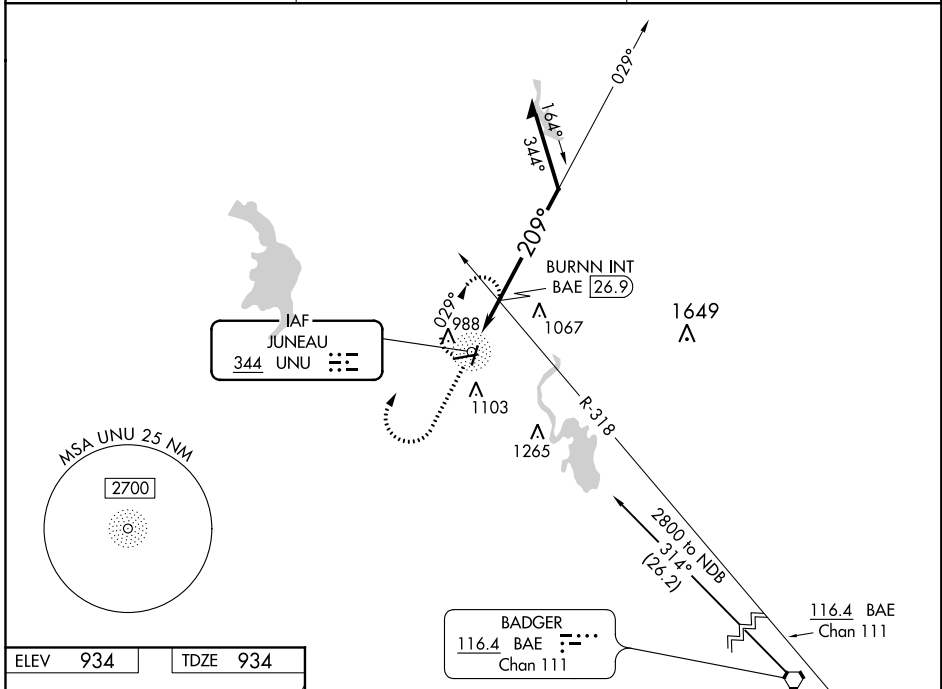 029°
164°
344°
209°
BURNN INT
BAE 26.9
029°
988
1067
1649
IAF
JUNEAU
344 UNU
1103
1265
R-318
MSA UNU 25 NM
2700
2800 to NDB
314°
(26.2)
116.4 BAE
Chan 111
BADGER
116.4 BAE
Chan 111
ELEV 934
TDZE 934